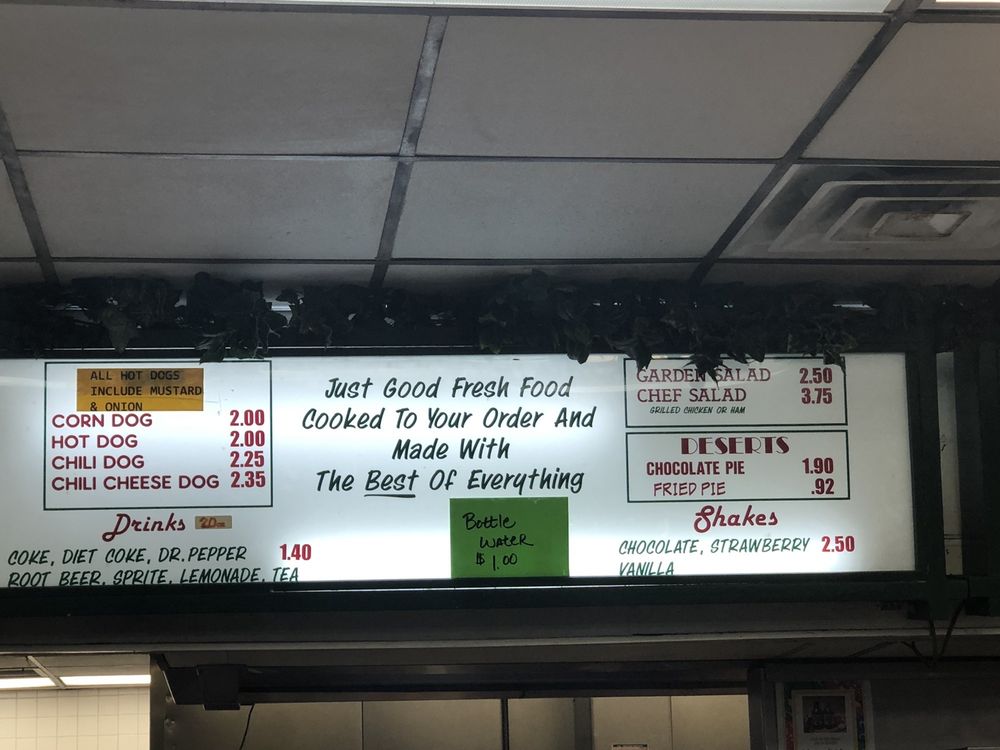 ALL HOT DOGS
INCLUDE MUSTARD
& ONION
CORN DOG 2.00
HOT DOG 2.00
CHILI DOG 2.25
CHILI CHEESE DOG 2.35
Drinks 20oz
COKE, DIET COKE, DR. PEPPER 1.40
ROOT BEER, SPRITE, LEMONADE, TEA
Just Good Fresh Food
Cooked To Your Order And
Made With
The Best Of Everything
Bottle
WATER
$ 1.00
GARDEN SALAD 2.50
CHEF SALAD 3.75
GRILLED CHICKEN OR HAM
DESERTS
CHOCOLATE PIE 1.90
FRIED PIE .92
Shakes
CHOCOLATE, STRAWBERRY 2.50
VANILLA